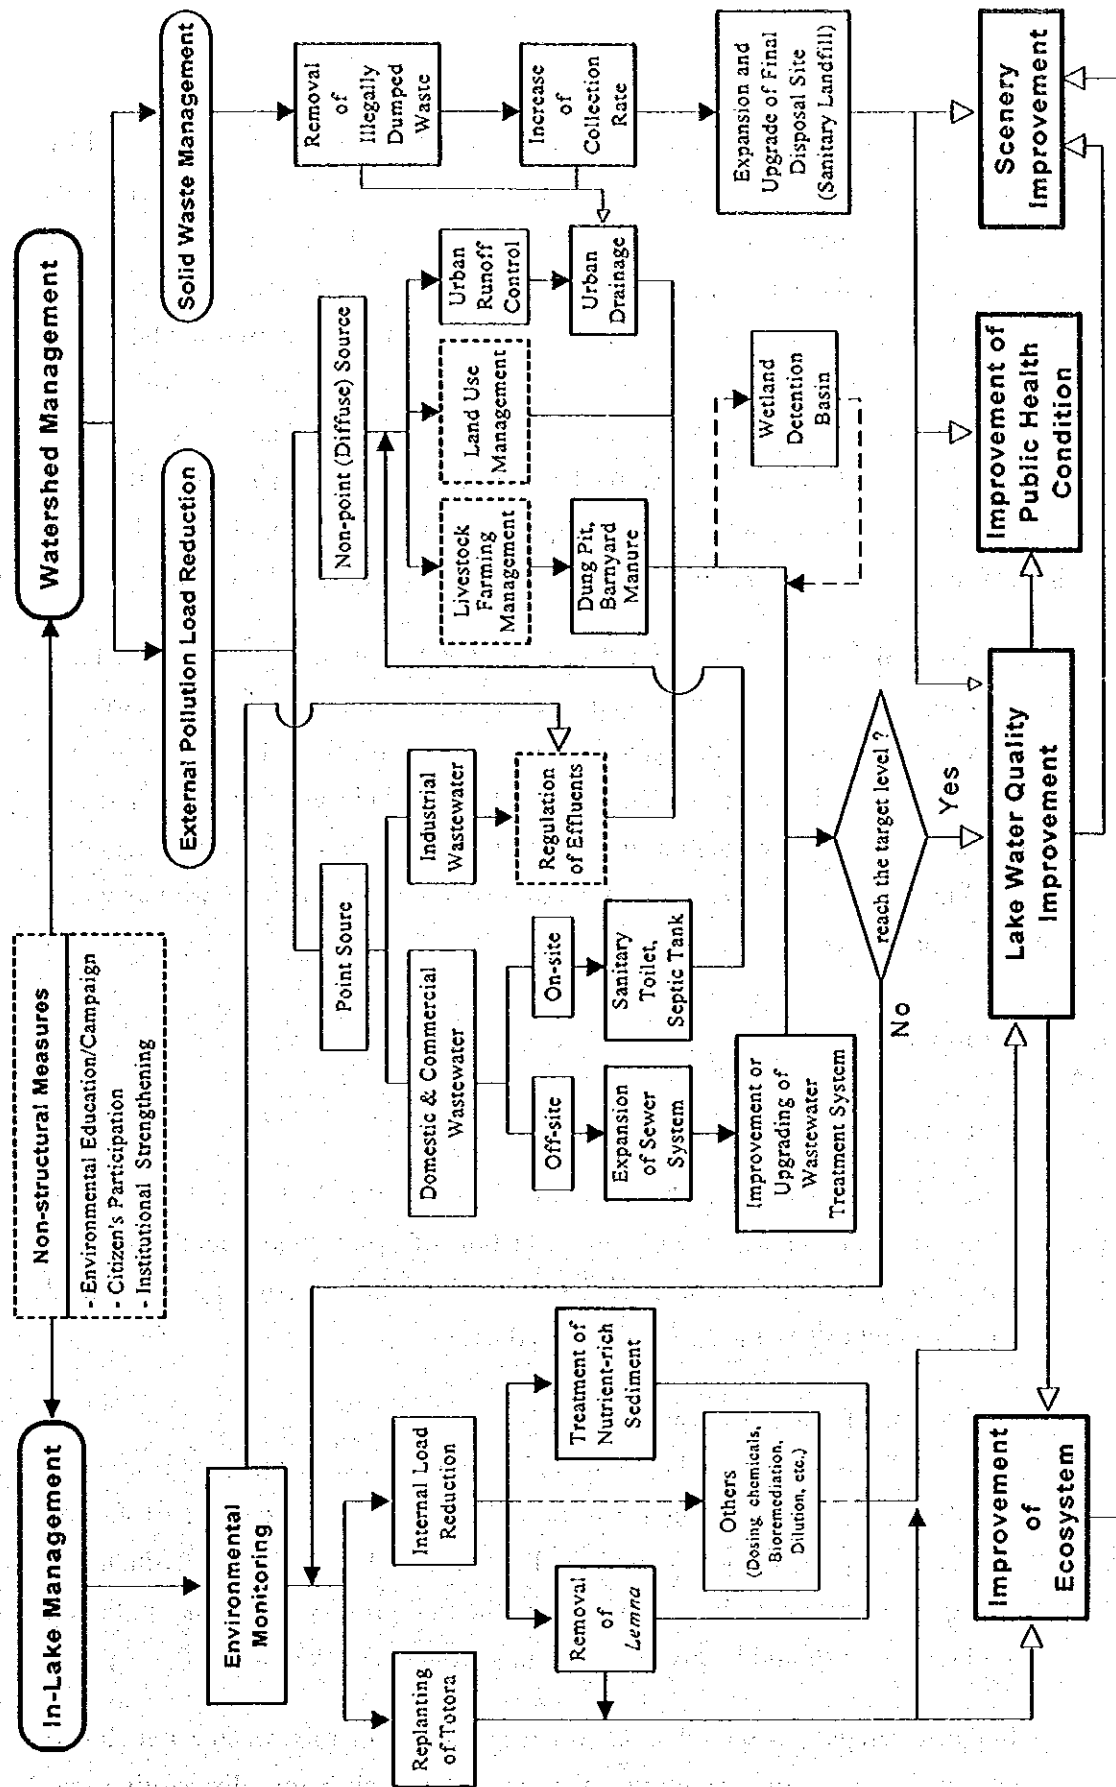 Non-structural Measures
- Environmental Education/Campaign
- Citizen's Participation
- Institutional Strengthening
In-Lake Management
Watershed Management
External Pollution Load Reduction
Solid Waste Management
Environmental
Monitoring
Point Sourc
Non-point (Diffuse) Source
Removal
of
Illegally
Dumped
Waste
Replanting
of Totora
Internal Load
Reduction
Domestic & Commercial
Wastewater
Industrial
Wastewater
Livestock
Farming
Management
Land Use
Management
Urban
Runoff
Control
Increase
of
Collection
Rate
Off-site
On-site
Regulation
of Effluents
Dung Pit,
Barnyard
Manure
Urban
Drainage
Removal
of
Lemna
Treatment of
Nutrient-rich
Sediment
Expansion
of Sewer
System
Sanitary
Toilet,
Septic Tank
Others
(Dosing chemicals,
Bioremediation,
Dilution, etc.)
Improvement or
Upgrading of
Wastewater
Treatment System
Wetland
Detention
Basin
Expansion and
Upgrade of Final
Disposal Site
(Sanitary Landfill)
reach the target level ?
No
Yes
Improvement
of
Ecosystem
Lake Water Quality
Improvement
Improvement of
Public Health
Condition
Scenery
Improvement